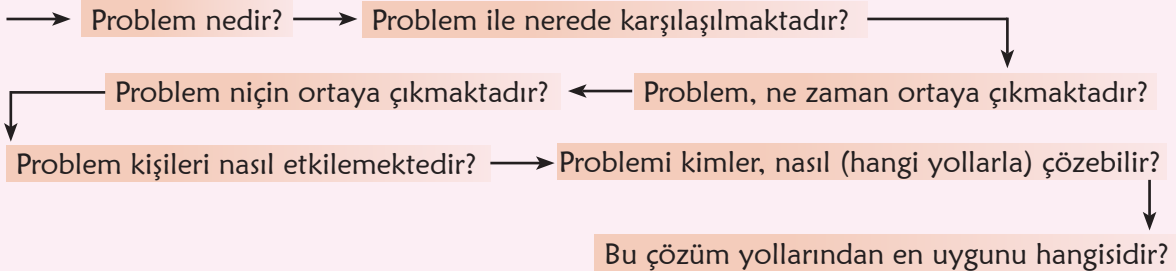 Problem nedir?
Problem ile nerede karşılaşılmaktadır?
Problem, ne zaman ortaya çıkmaktadır?
Problem niçin ortaya çıkmaktadır?
Problem kişileri nasıl etkilemektedir?
Problemi kimler, nasıl (hangi yollarla) çözebilir?
Bu çözüm yollarından en uygunu hangisidir?